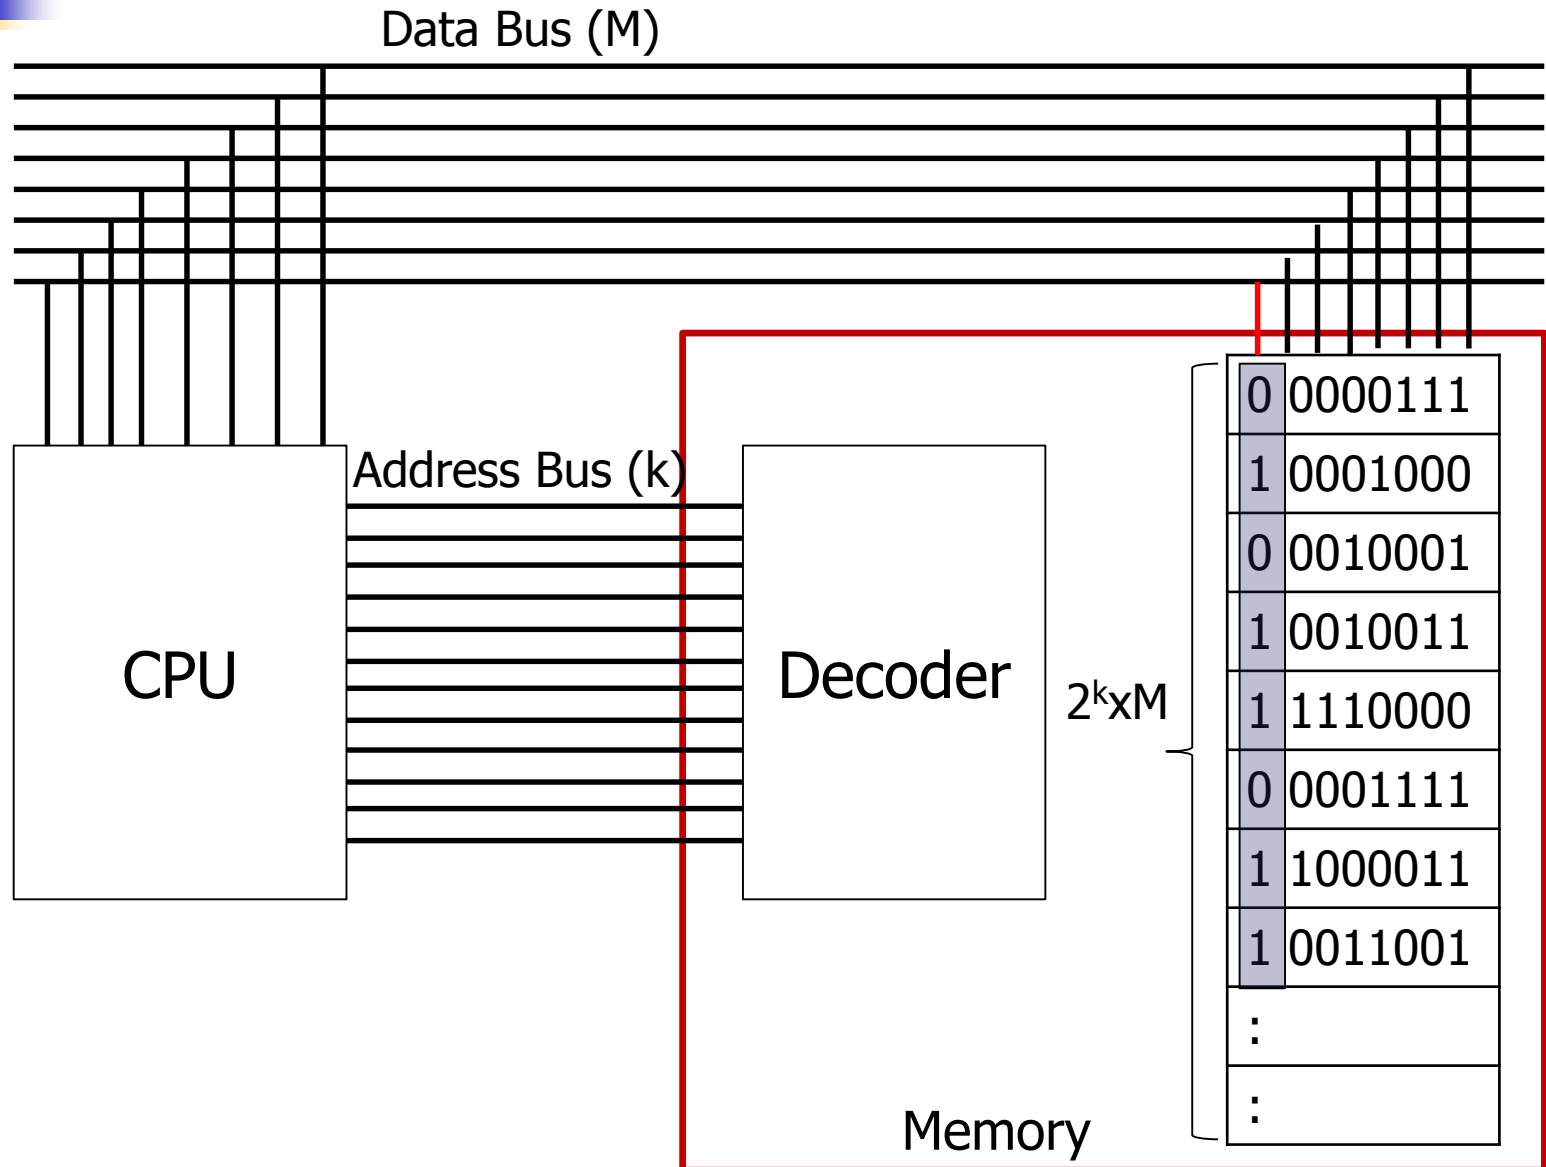 Data Bus (M)
Address Bus (k)
CPU
Decoder
2ᵏxM
0 0000111
1 0001000
0 0010001
1 0010011
1 1110000
0 0001111
1 1000011
1 0011001
:
:
Memory